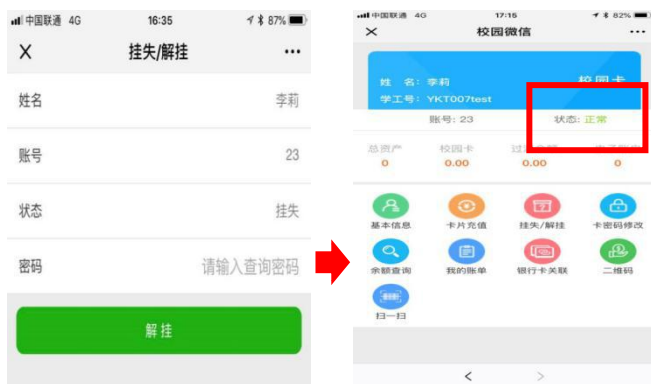 中国联通 4G 16:35 87%
X 挂失/解挂 •••
姓名 李莉
账号 23
状态 挂失
密码 请输入查询密码
解挂
中国联通 4G 17:15 82%
× 校园微信 •••
姓 名: 李莉 校园卡
学工号: YKT007test
账号: 23 状态: 正常
总资产 校园卡
0 0.00 0.00 0
基本信息 卡片充值 挂失/解挂 卡密码修改
余额查询 我的账单 银行卡关联 二维码
扫一扫
< >